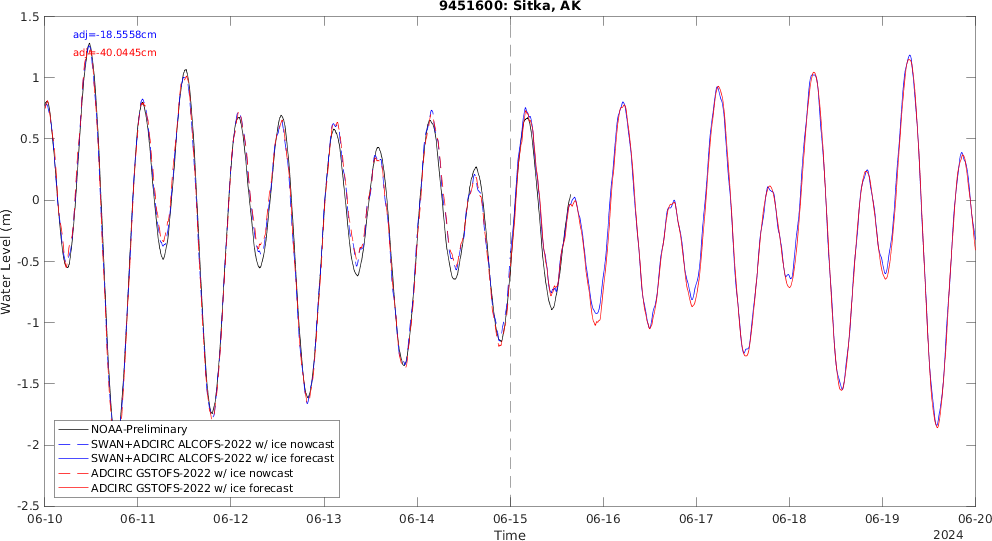 9451600: Sitka, AK
adj=-18.5558cm
adj=-40.0445cm
1.5
1
0.5
0
-0.5
-1
-1.5
-2
-2.5
Water Level (m)
NOAA-Preliminary
SWAN+ADCIRC ALCOFS-2022 w/ ice nowcast
SWAN+ADCIRC ALCOFS-2022 w/ ice forecast
ADCIRC GSTOFS-2022 w/ ice nowcast
ADCIRC GSTOFS-2022 w/ ice forecast
06-10 06-11 06-12 06-13 06-14 06-15 06-16 06-17 06-18 06-19 06-20
Time
2024